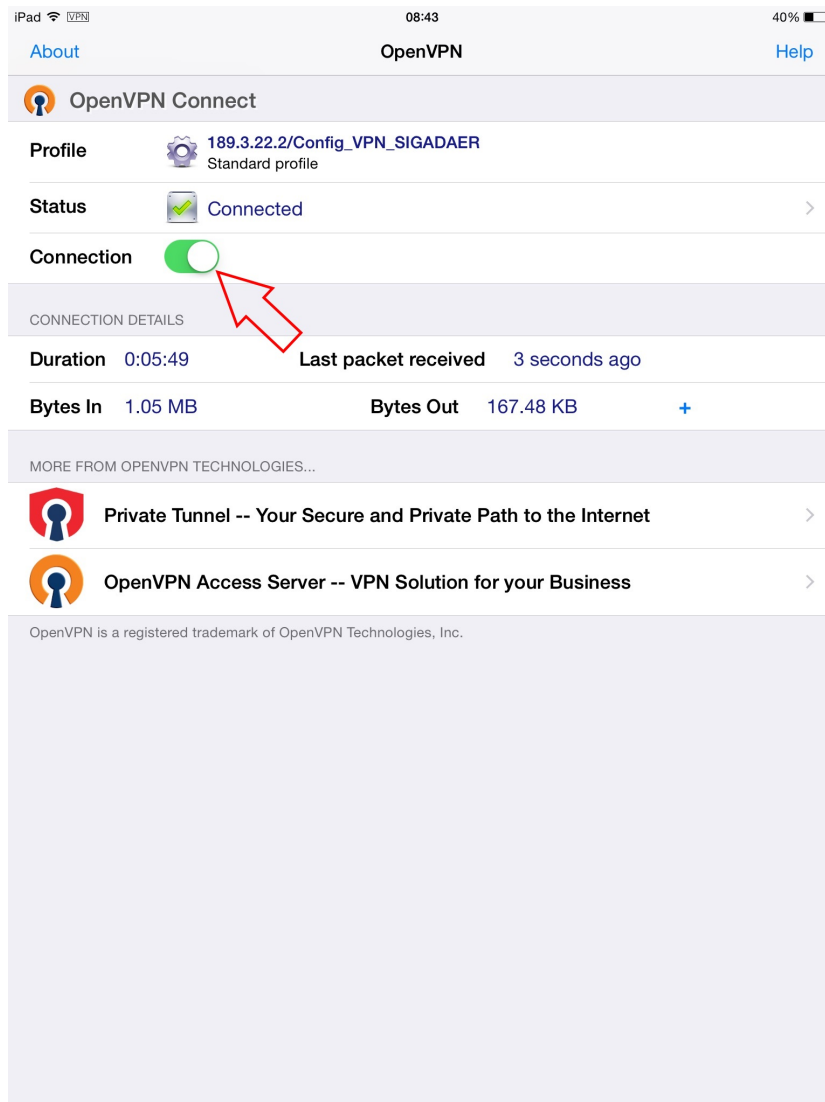 iPad VPN 08:43 40%
About OpenVPN Help
OpenVPN Connect
Profile 189.3.22.2/Config_VPN_SIGADAER
Standard profile
Status Connected
Connection
CONNECTION DETAILS
Duration 0:05:49 Last packet received 3 seconds ago
Bytes In 1.05 MB Bytes Out 167.48 KB +
MORE FROM OPENVPN TECHNOLOGIES...
Private Tunnel -- Your Secure and Private Path to the Internet
OpenVPN Access Server -- VPN Solution for your Business
OpenVPN is a registered trademark of OpenVPN Technologies, Inc.